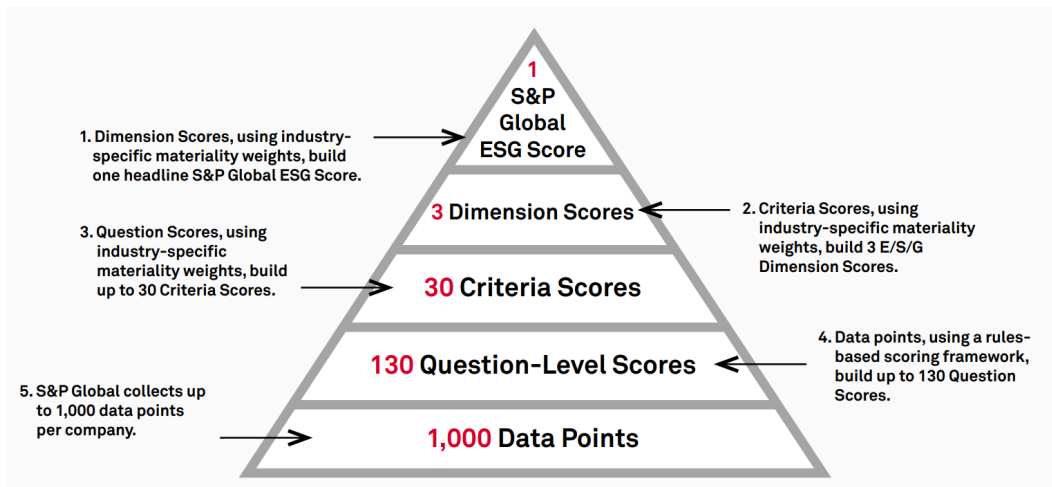 1
S&P
Global
ESG Score
1. Dimension Scores, using industry-
specific materiality weights, build
one headline S&P Global ESG Score.
3 Dimension Scores
2. Criteria Scores, using
industry-specific materiality
weights, build 3 E/S/G
Dimension Scores.
3. Question Scores, using
industry-specific
materiality weights, build
up to 30 Criteria Scores.
30 Criteria Scores
130 Question-Level Scores
4. Data points, using a rules-
based scoring framework,
build up to 130 Question
Scores.
5. S&P Global collects up
to 1,000 data points
per company.
1,000 Data Points